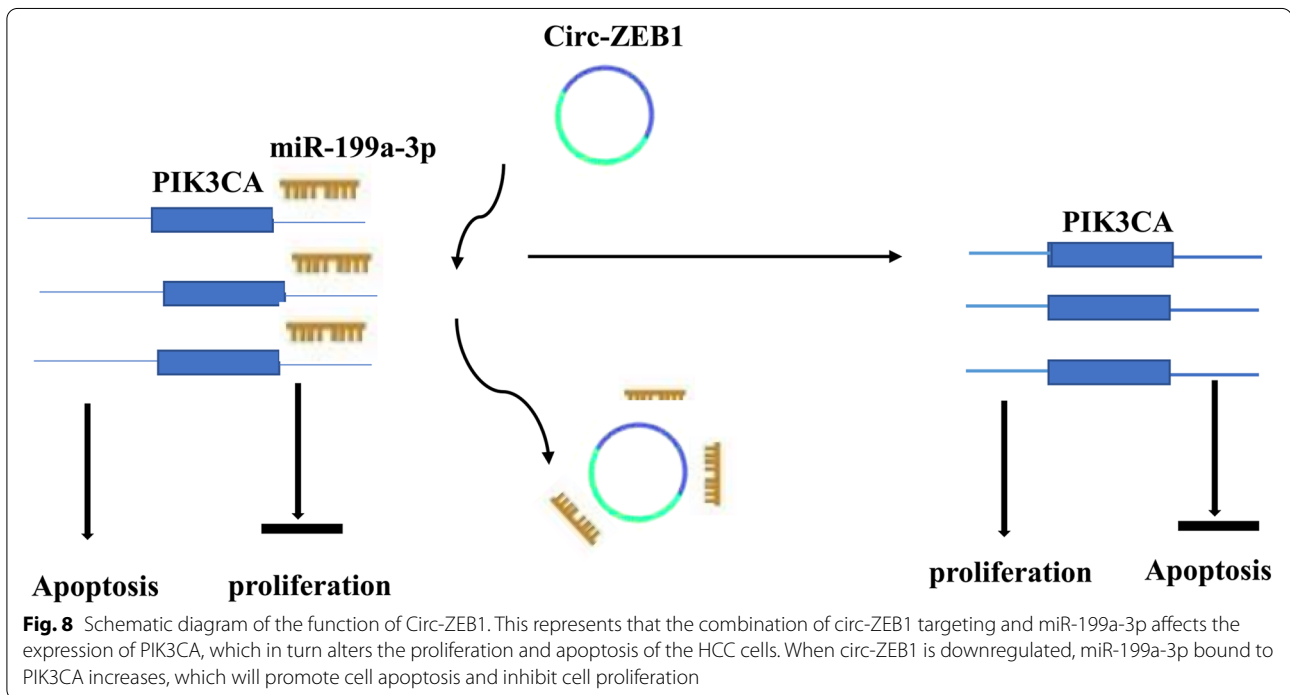 Circ-ZEB1
miR-199a-3p
PIK3CA
PIK3CA
Apoptosis
proliferation
proliferation
Apoptosis
Fig. 8 Schematic diagram of the function of Circ-ZEB1. This represents that the combination of circ-ZEB1 targeting and miR-199a-3p affects the
expression of PIK3CA, which in turn alters the proliferation and apoptosis of the HCC cells. When circ-ZEB1 is downregulated, miR-199a-3p bound to
PIK3CA increases, which will promote cell apoptosis and inhibit cell proliferation